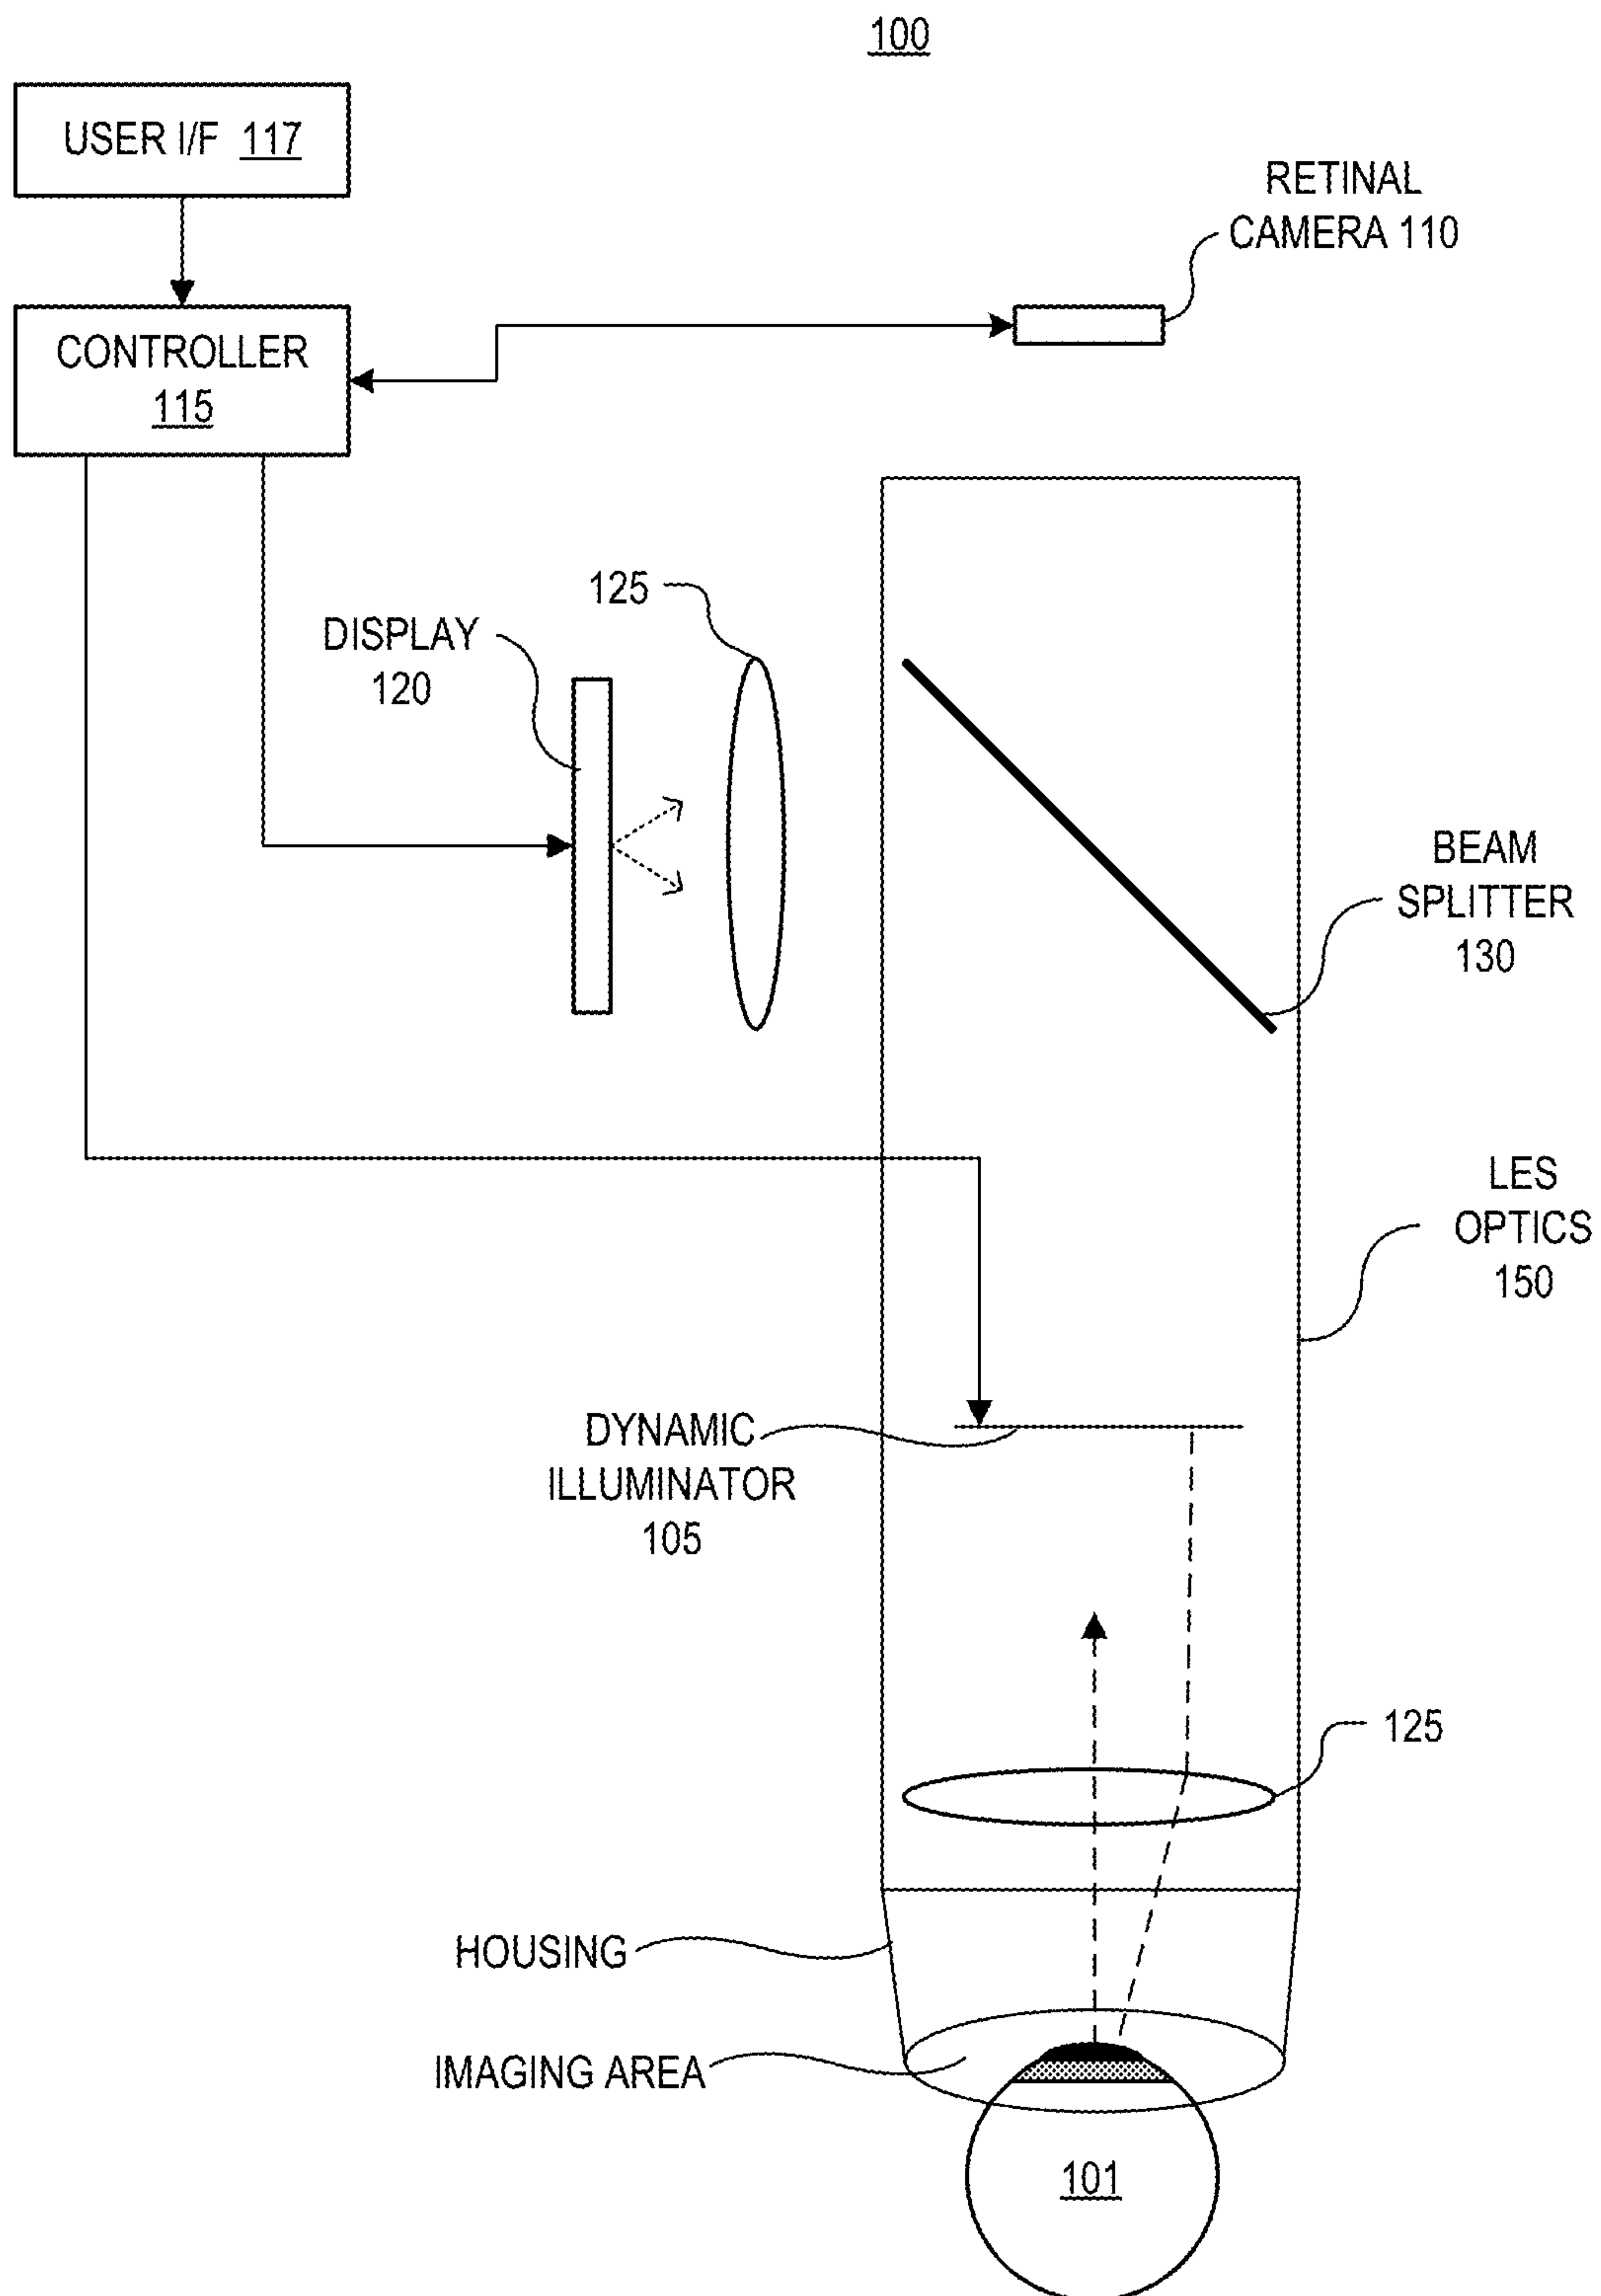 100
USER I/F 117
RETINAL
CAMERA 110
CONTROLLER
115
125
DISPLAY
120
BEAM
SPLITTER
130
LES
OPTICS
150
DYNAMIC
ILLUMINATOR
105
125
HOUSING
IMAGING AREA
101